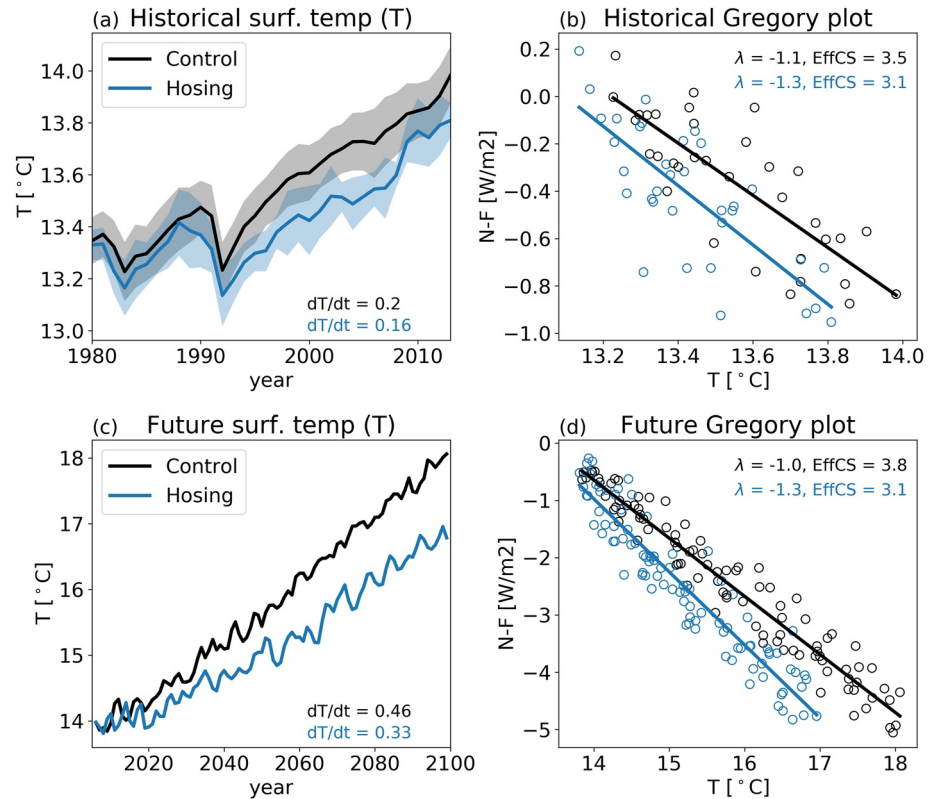 (a) Historical surf. temp (T)
Control
Hosing
14.0
13.8
13.6
13.4
13.2
13.0
T [°C]
dT/dt = 0.2
dT/dt = 0.16
1980 1990 2000 2010
year
(b) Historical Gregory plot
λ = -1.1, EffCS = 3.5
λ = -1.3, EffCS = 3.1
0.2
0.0
−0.2
−0.4
−0.6
−0.8
−1.0
N-F [W/m2]
13.2 13.4 13.6 13.8 14.0
T [°C]
(c) Future surf. temp (T)
Control
Hosing
18
17
16
15
14
T [°C]
dT/dt = 0.46
dT/dt = 0.33
2020 2040 2060 2080 2100
year
(d) Future Gregory plot
λ = -1.0, EffCS = 3.8
λ = -1.3, EffCS = 3.1
0
−1
−2
−3
−4
−5
N-F [W/m2]
14 15 16 17 18
T [°C]